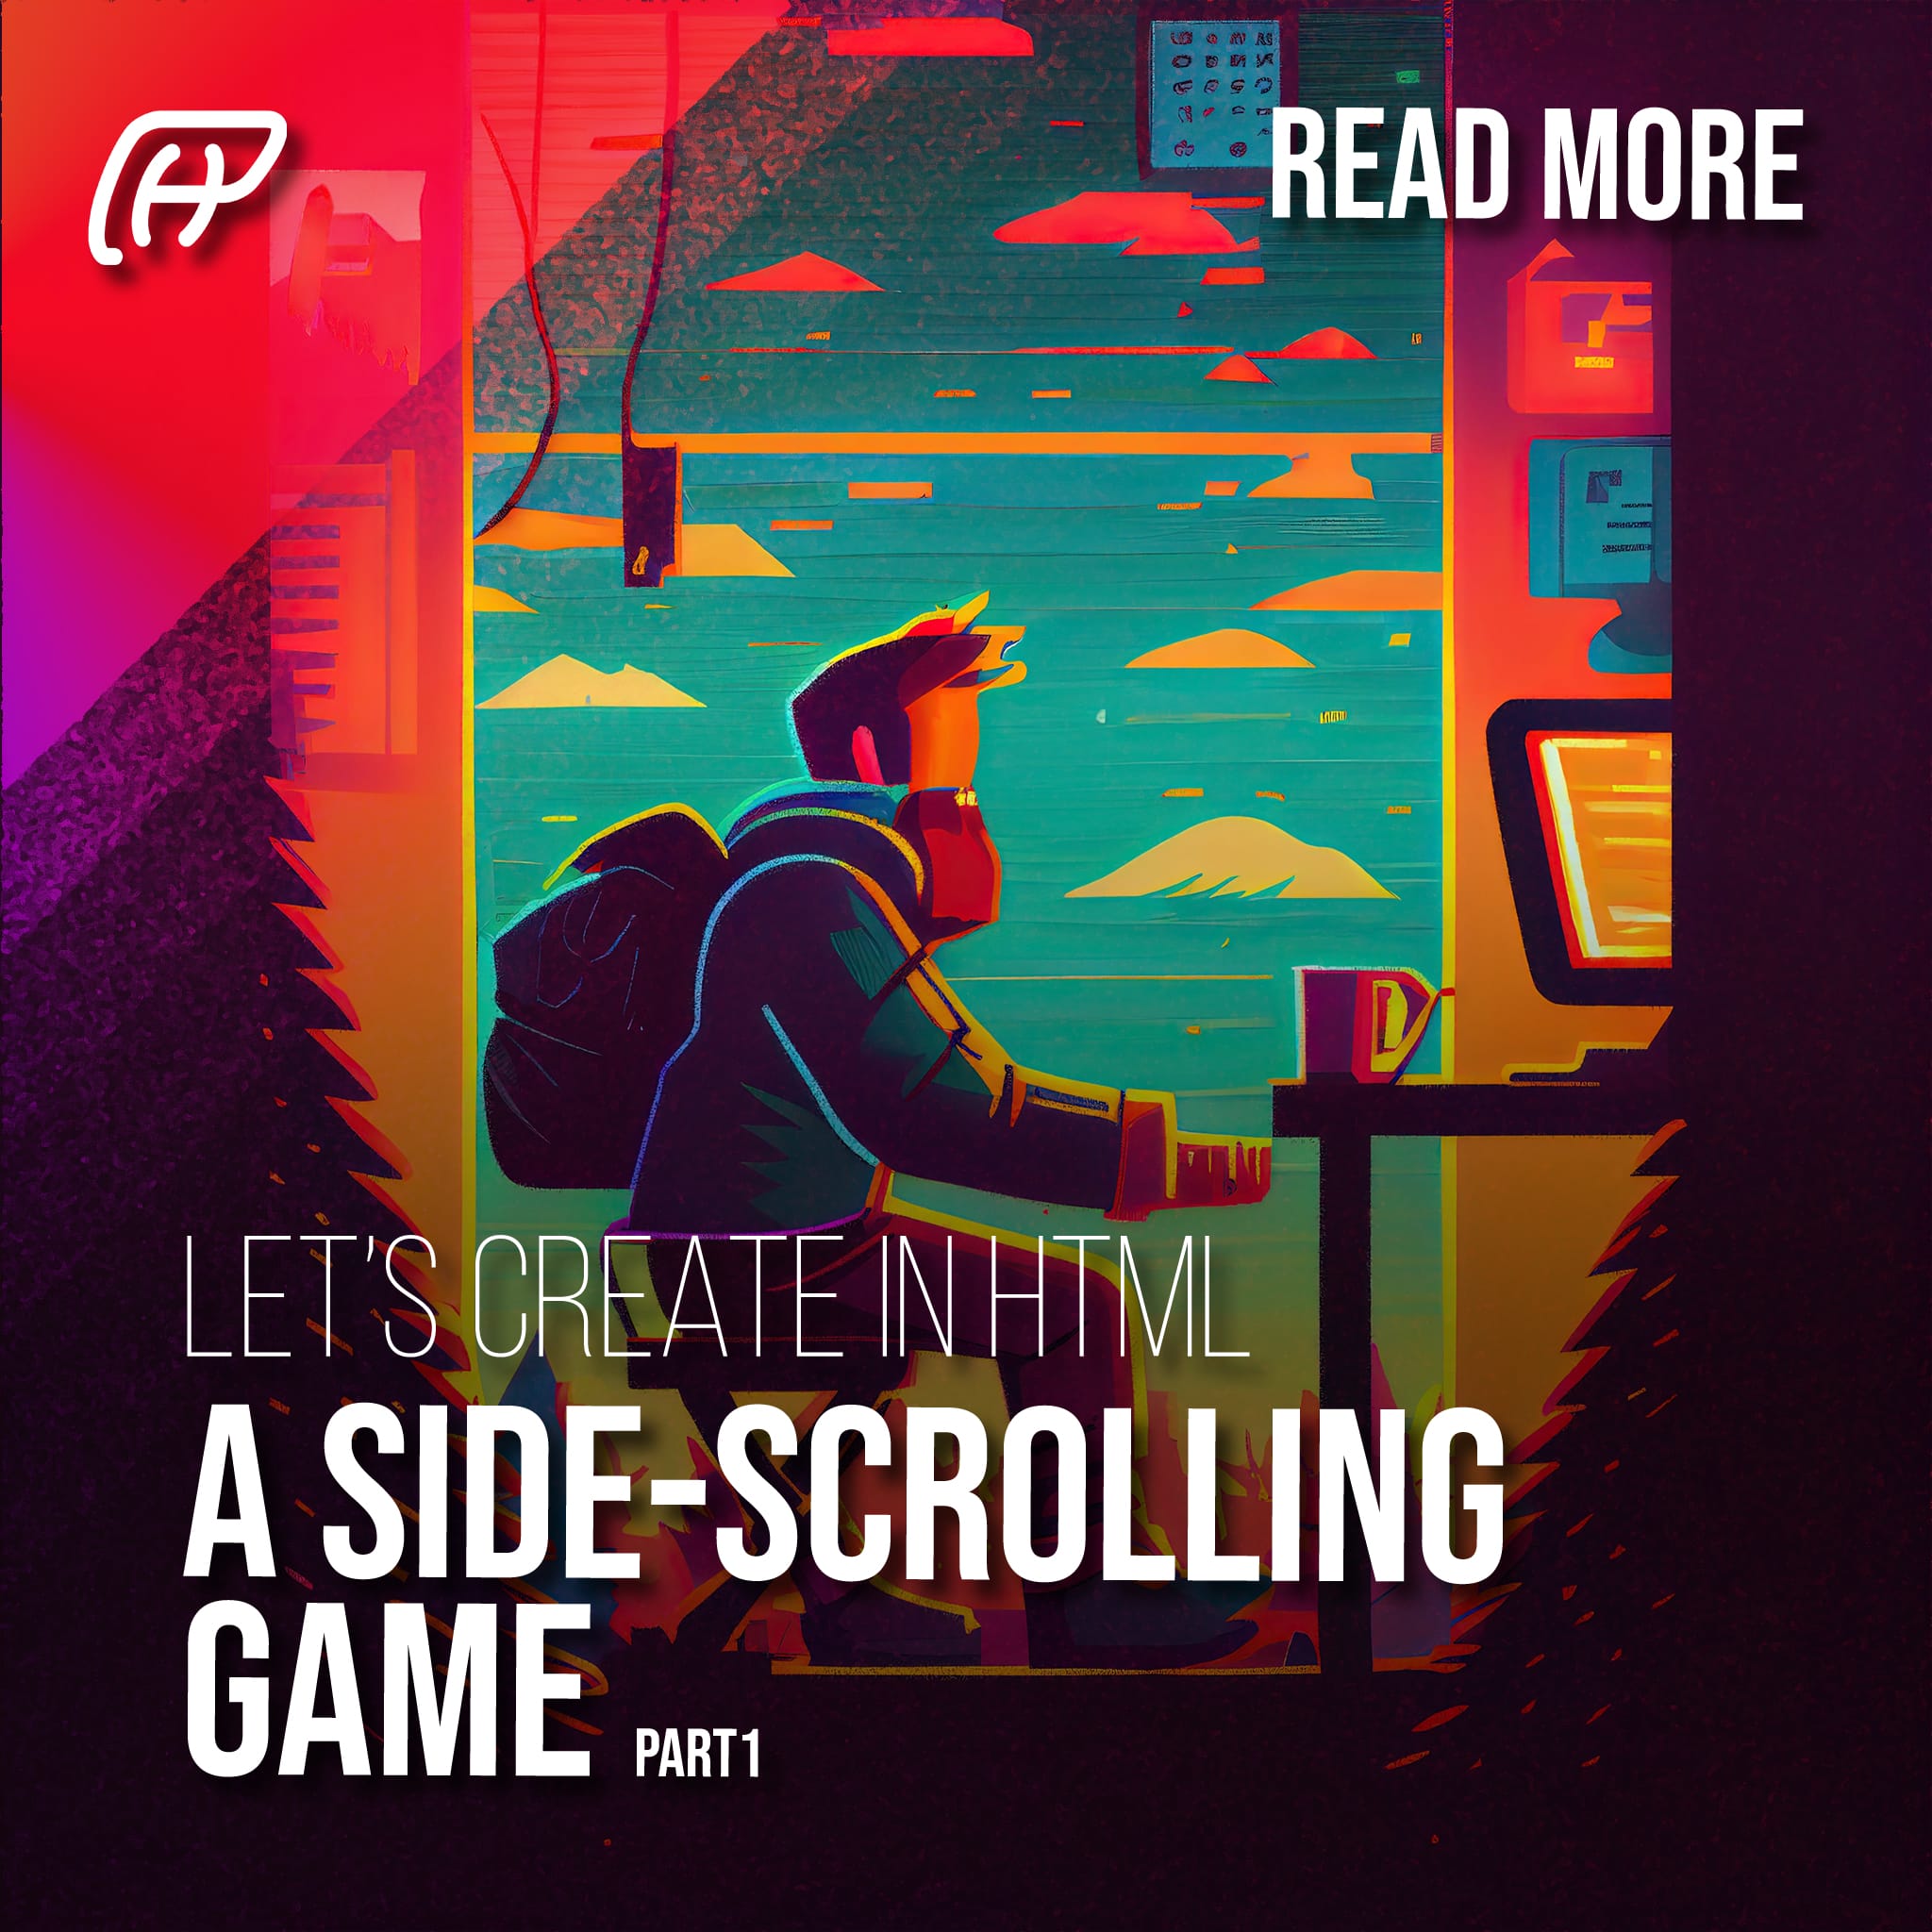 READ MORE
LET'S CREATE IN HTML
A SIDE-SCROLLING
GAME PART1